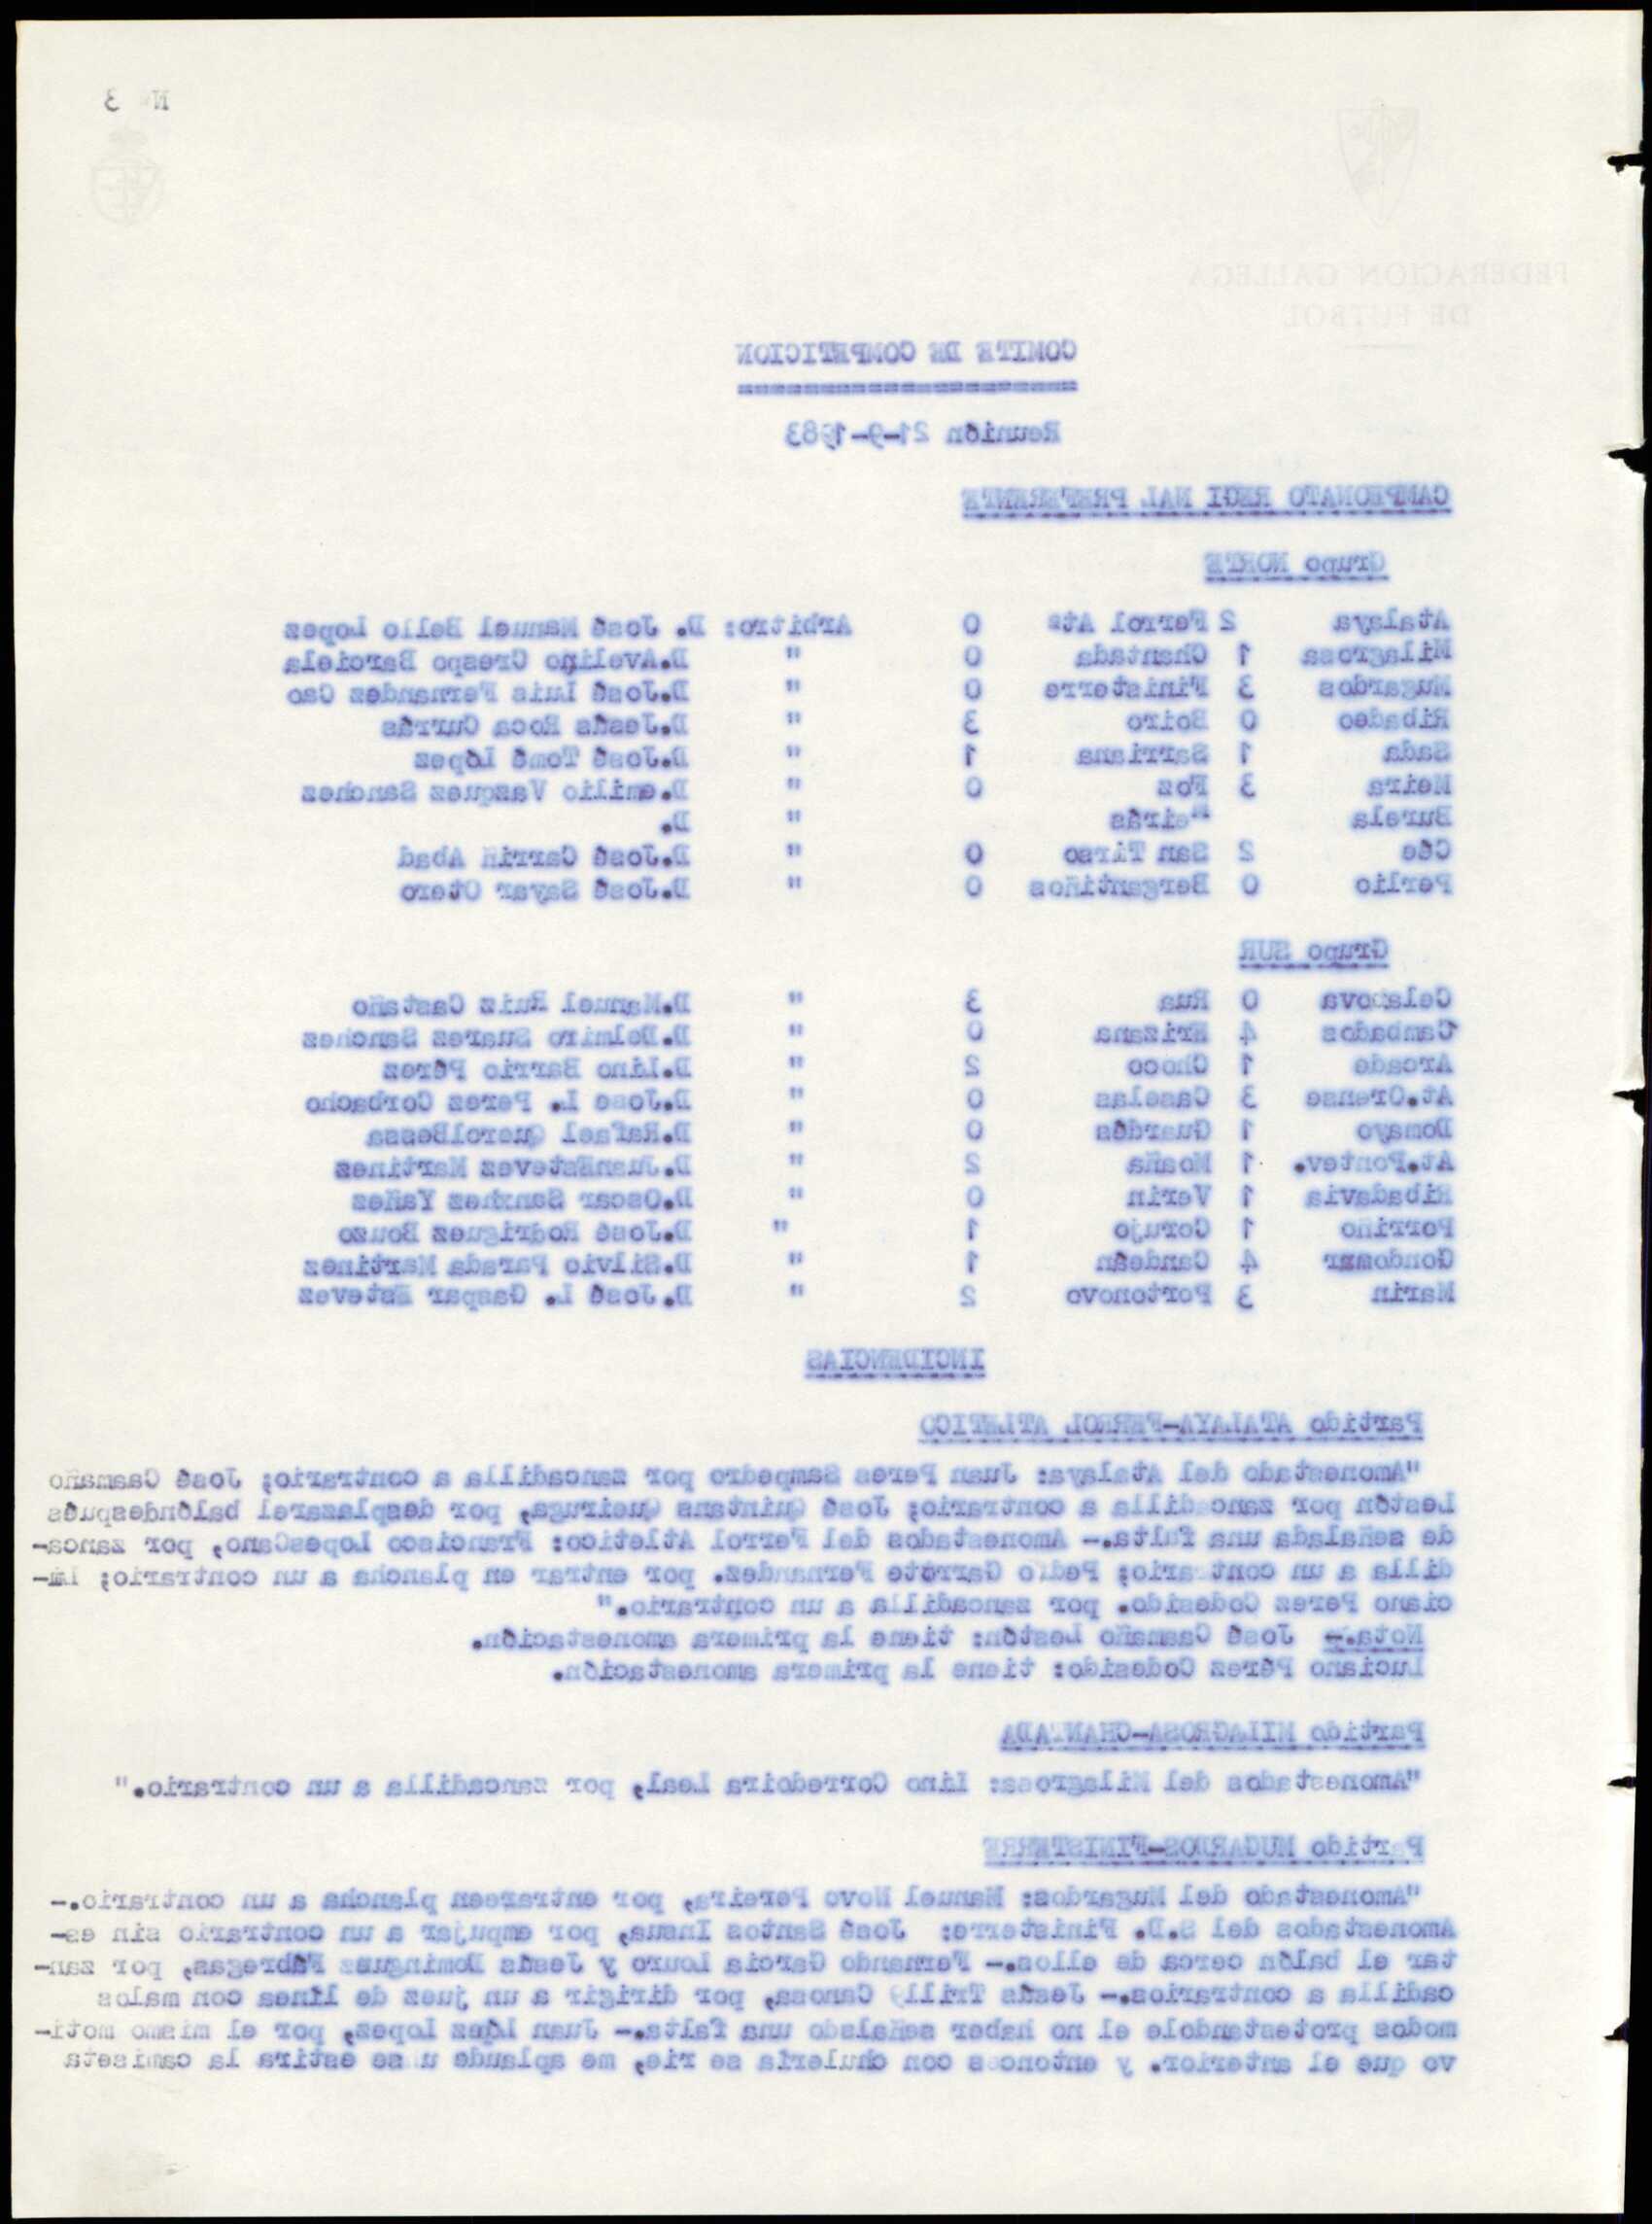 Nº 3
FEDERACION GALLEGA
DE FUTBOL
COMITE DE COMPETICION
Reunión 21-9-1983
CAMPEONATO REGI NAL PREFERENTE
Grupo NORTE
Atalaya 2 Ferrol Atº 0 Arbitro: D. José Manuel Bello Lopez
Milagrosa 1 Chantada 0 " D.Avelino Crespo Barciela
Mugardos 3 Finisterre 0 " D.José Luis Fernandez Cao
Ribadeo 0 Boiro 3 " D.Jesús Roca Currás
Sada 1 Sarriana 1 " D.José Tomé López
Meira 3 Foz 0 " D.emilio Vazquez Sanchez
Burela Meirás " D.
Cée 2 San Tirso 0 " D.José Carriñ Abad
Perlio 0 Bergantiños 0 " D.José Sayar Otero
Grupo SUR
Celanova 0 Rua 3 " D.Manuel Ruiz Castaño
Cambados 4 Erizana 0 " D.Delmiro Suarez Sanchez
Arcade 1 Choco 2 " D.Lino Barrio Pérez
At.Orense 3 Caselas 0 " D.Jose L. Perez Corbacho
Domayo 1 Guardés 0 " D.Rafael QuerolBessa
At.Pontev. 1 Moaña 2 " D.JuanEstevez Martinez
Ribadavia 1 Verin 0 " D.Oscar Sanxhez Yañez
Porriño 1 Corujo 1 " D.José Rodriguez Bouzo
Gondomar 4 Candeán 1 " D.Silvio Parada Martinez
Marin 3 Portonovo 2 " D.José L. Gaspar Estevez
INCIDENCIAS
Partido ATALAYA-FERROL ATLETICO
"Amonestado del Atalaya: Juan Peres Sampedro por zancadilla a contrario; José Caamaño
Lestón por zancadilla a contrario; José Quintana Queiruga, por desplazarel balóndespués
de señalada una falta.- Amonestados del Ferrol Atletico: Francisco LopesCano, por zanca-
dilla a un contrario; Pedro Garrote Fernandez. por entrar en plancha a un contrario; Lu-
ciano Perez Codesido. por zancadilla a un contrario."
Nota.- José Caamaño Lestón: tiene la primera amonestación.
Luciano Pérez Codesido: tiene la primera amonestación.
Partido MILAGROSA-CHANTADA
"Amonestados del Milagrosa: Lino Corredoira Leal, por zancadilla a un contrario."
Partido MUGARDOS-FINISTERRE
"Amonestado del Mugardos: Manuel Novo Pereira, por entrareen plancha a un contrario.-
Amonestados del S.D. Finisterre: José Santos Insua, por empujar a un contrario sin es-
tar el balón cerca de ellos.- Fernando Garcia Louro y Jesús Dominguez Fábregas, por zan-
cadilla a contrarios.- Jesús Trillº Canosa, por dirigir a un juez de línea con malos
modos protestandole el no haber señalado una falta.- Juan López Lopez, por el mismo moti-
vo que el anterior. y entonces con chulería se rie, me aplaude u se estira la camiseta